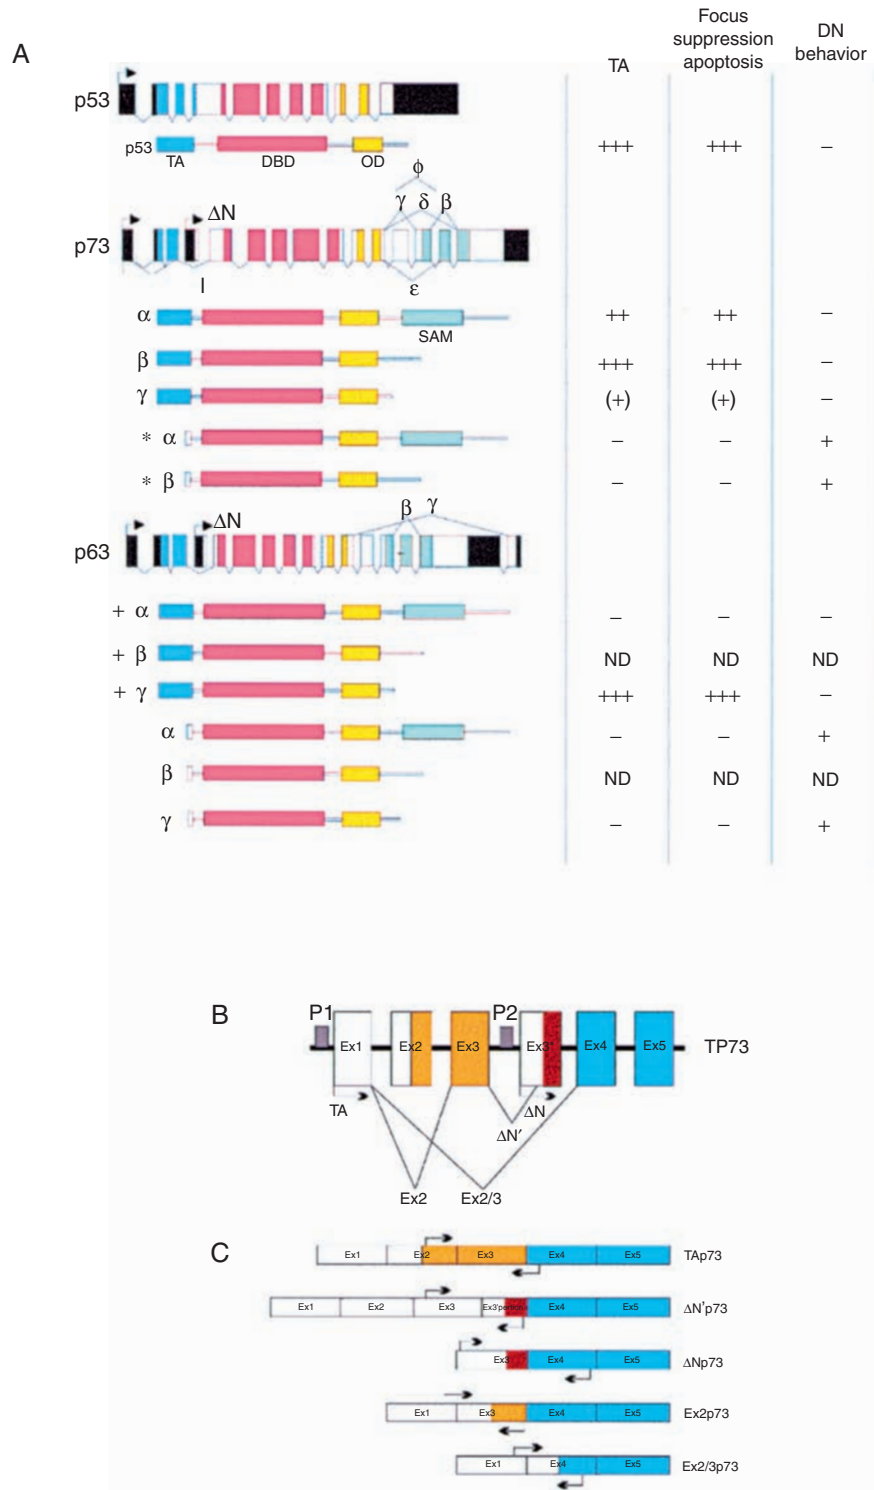 A
TA
Focus
suppression
apoptosis
DN
behavior
p53
p53
TA
DBD
OD
+++ +++ −
ϕ
γ δ β
ΔN
p73
I
ε
α
SAM
++ ++ −
β +++ +++ −
γ (+) (+) −
* α − − +
* β − − +
β γ
ΔN
p63
+ α − − −
+ β ND ND ND
+ γ +++ +++ −
α − − +
β ND ND ND
γ − − +
B
P1 P2
Ex1 Ex2 Ex3 Ex3' Ex4 Ex5 TP73
TA
ΔN
ΔN′
Ex2 Ex2/3
C
Ex1 Ex2 Ex3 Ex4 Ex5 TAp73
Ex1 Ex2 Ex3 Ex4 Ex5 ΔN′p73
Ex3' Ex4 Ex5 ΔNp73
Ex1 Ex3 Ex4 Ex5 Ex2p73
Ex1 Ex4 Ex5 Ex2/3p73